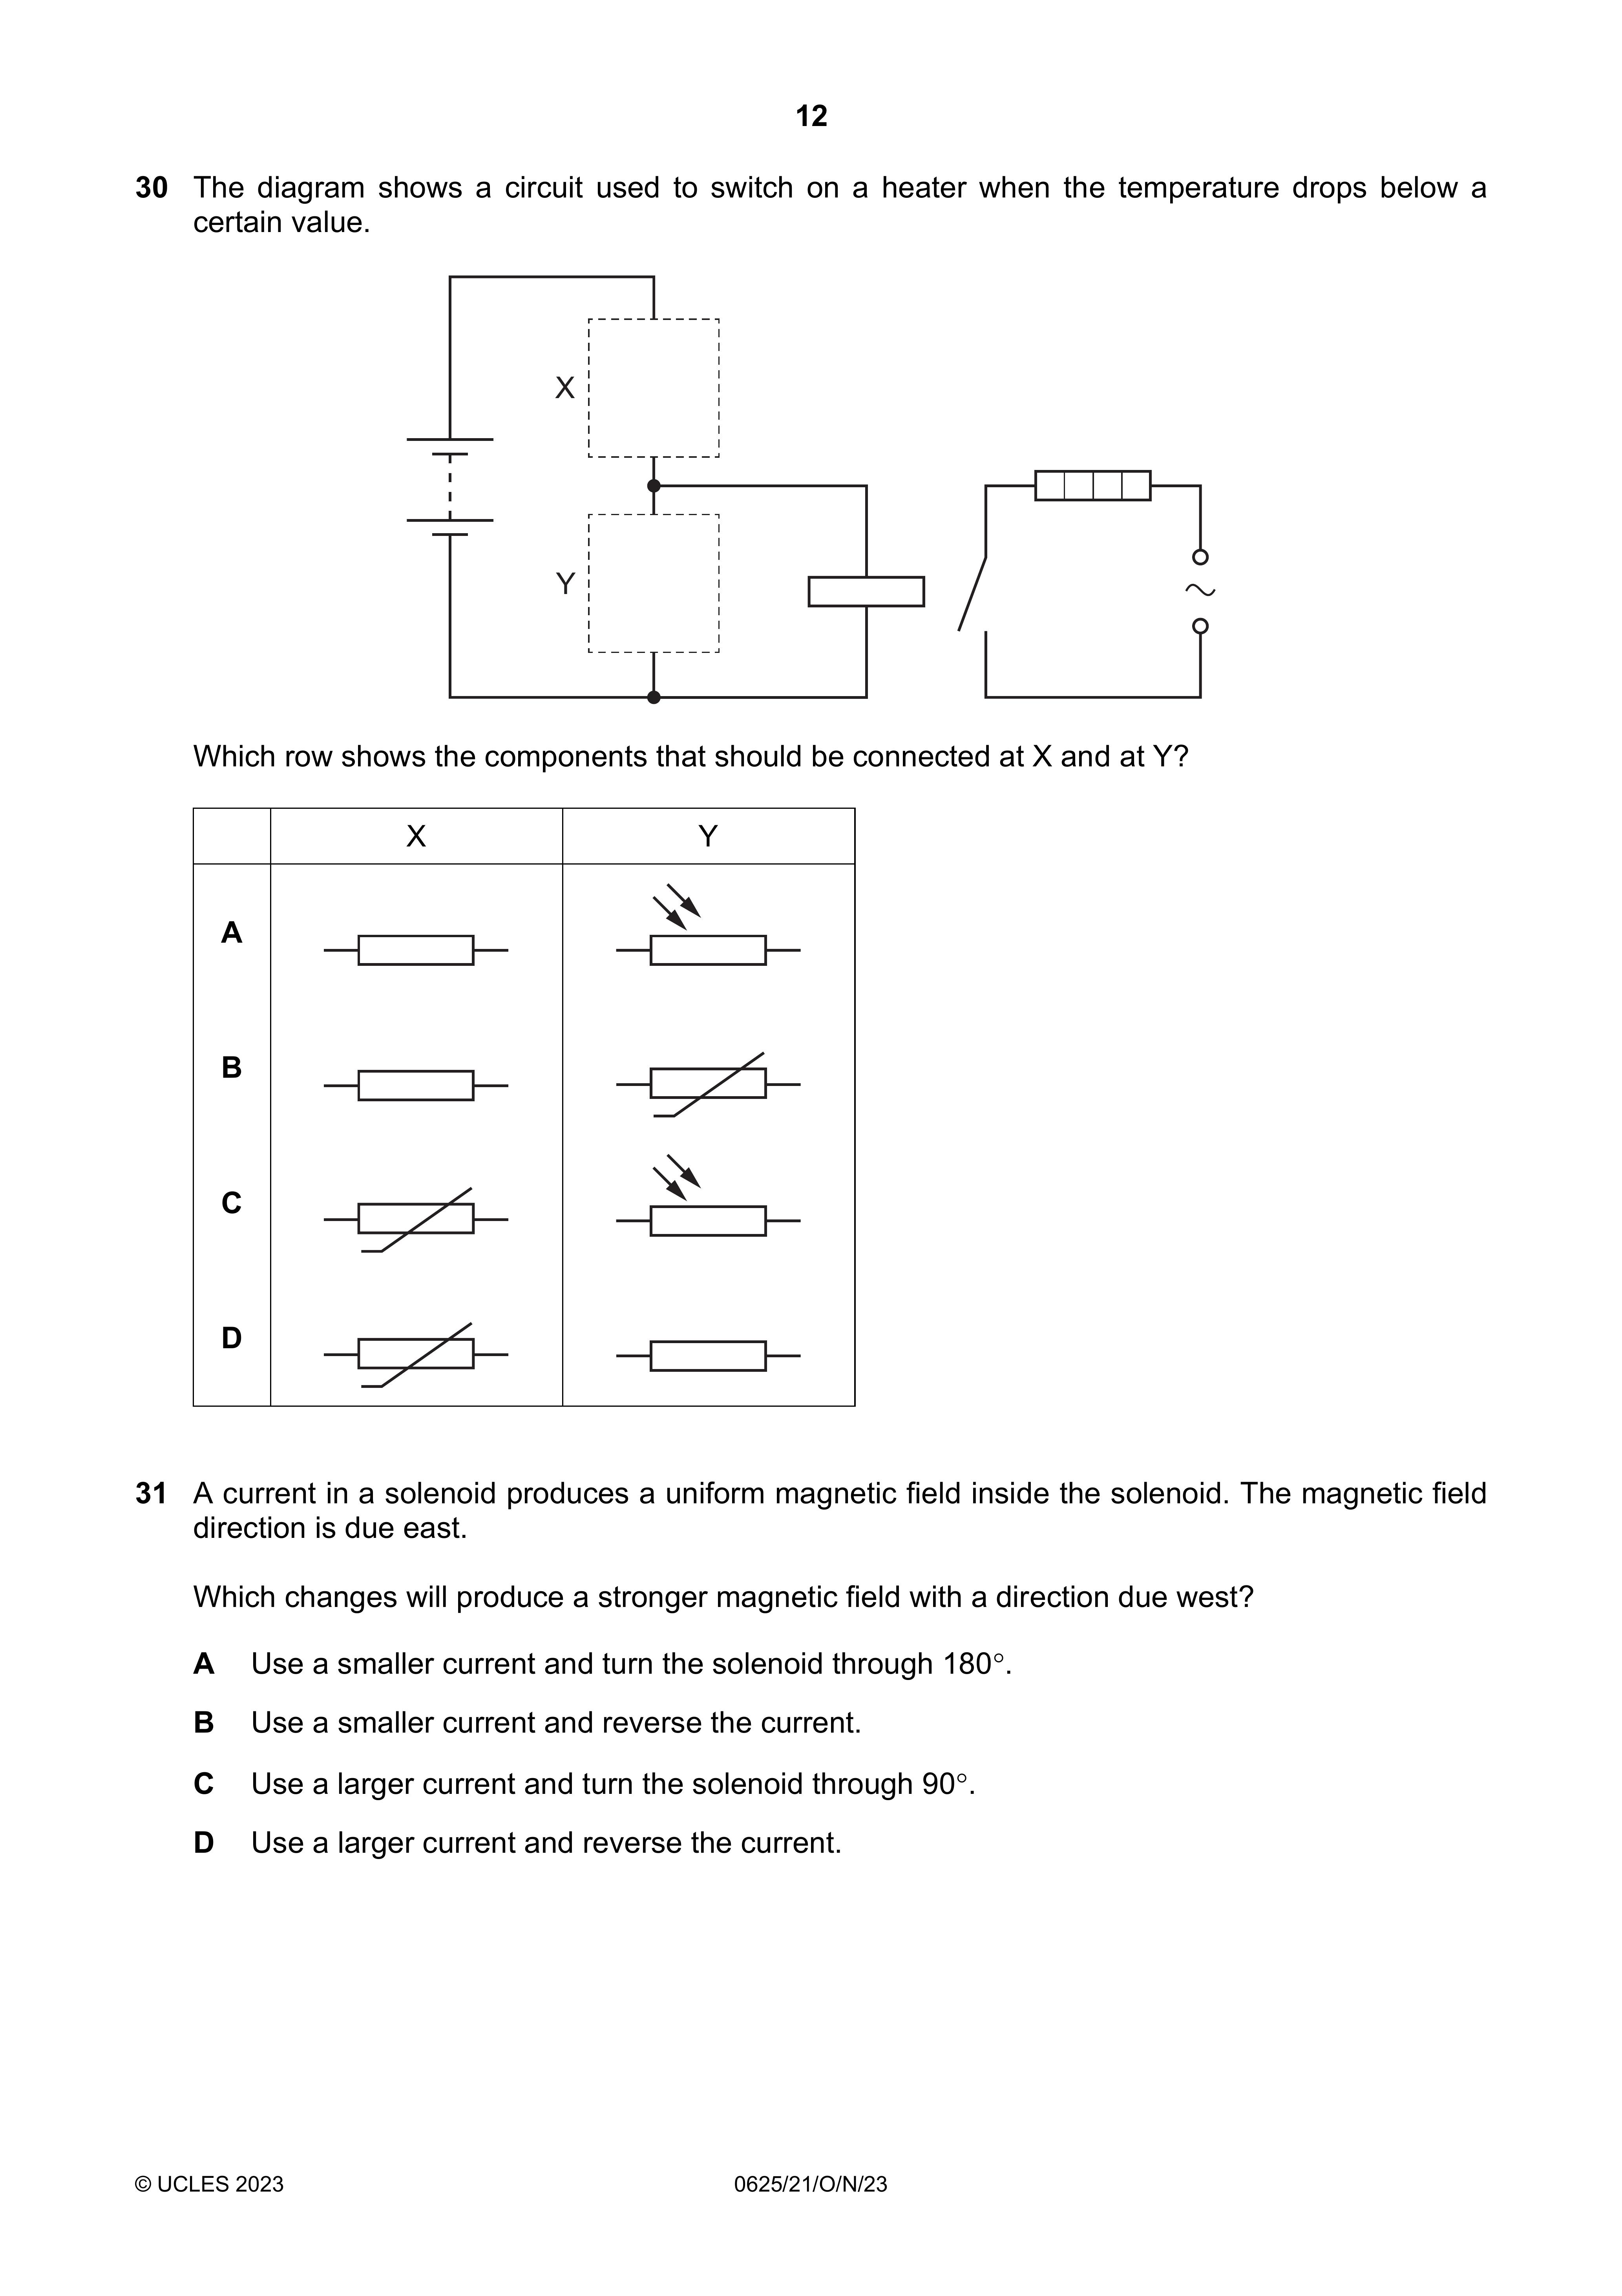 12
30 The diagram shows a circuit used to switch on a heater when the temperature drops below a
certain value.
X
Y
~
Which row shows the components that should be connected at X and at Y?
X Y
A
B
C
D
31 A current in a solenoid produces a uniform magnetic field inside the solenoid. The magnetic field
direction is due east.
Which changes will produce a stronger magnetic field with a direction due west?
A Use a smaller current and turn the solenoid through 180°.
B Use a smaller current and reverse the current.
C Use a larger current and turn the solenoid through 90°.
D Use a larger current and reverse the current.
© UCLES 2023 0625/21/O/N/23